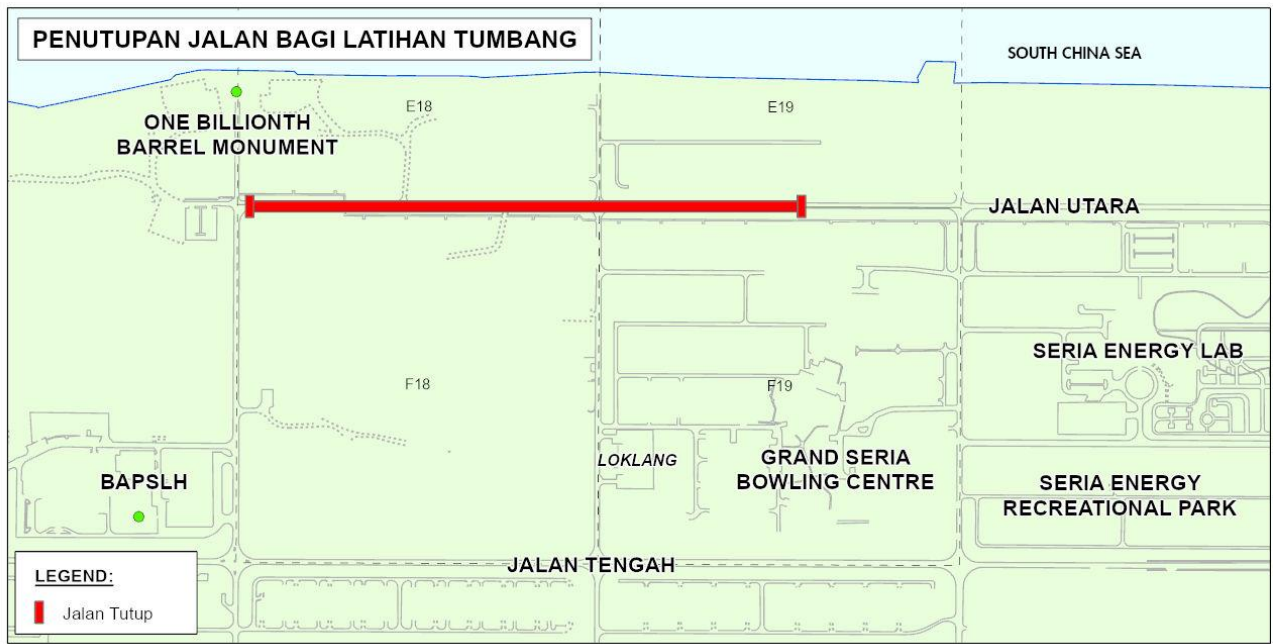 PENUTUPAN JALAN BAGI LATIHAN TUMBANG
SOUTH CHINA SEA
E18
E19
ONE BILLIONTH
BARREL MONUMENT
JALAN UTARA
SERIA ENERGY LAB
F18
F19
LOKLANG
GRAND SERIA
BOWLING CENTRE
BAPSLH
SERIA ENERGY
RECREATIONAL PARK
JALAN TENGAH
LEGEND:
Jalan Tutup